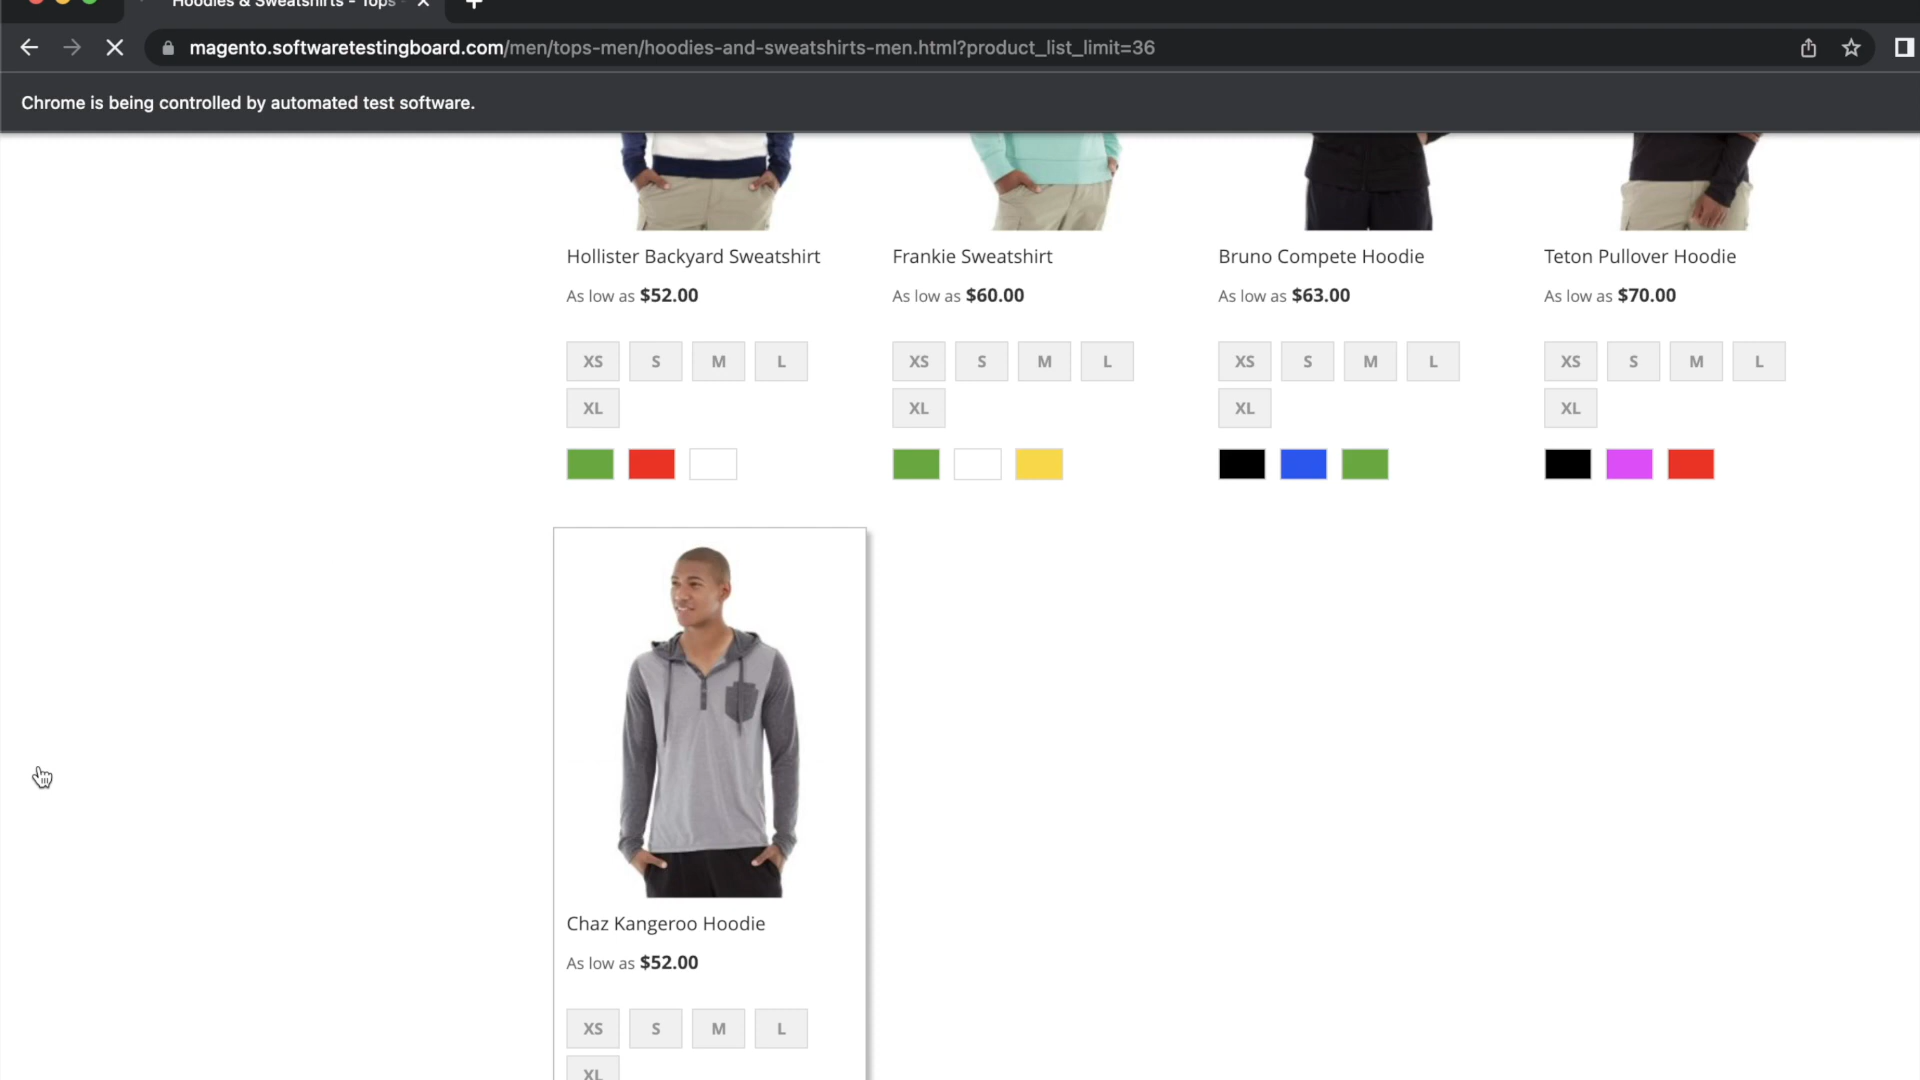 Hoodies & Sweatshirts - Tops
magento.softwaretestingboard.com/men/tops-men/hoodies-and-sweatshirts-men.html?product_list_limit=36
Chrome is being controlled by automated test software.
Hollister Backyard Sweatshirt
As low as $52.00
XS S M L
XL
Frankie Sweatshirt
As low as $60.00
XS S M L
XL
Bruno Compete Hoodie
As low as $63.00
XS S M L
XL
Teton Pullover Hoodie
As low as $70.00
XS S M L
XL
Chaz Kangeroo Hoodie
As low as $52.00
XS S M L
XL